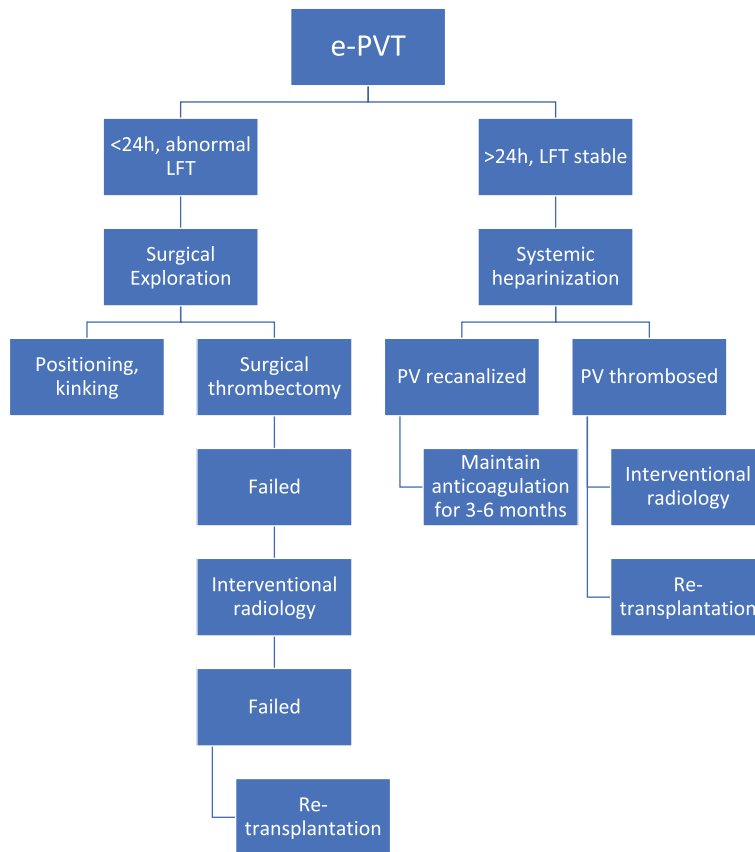 e-PVT
<24h, abnormal
LFT
>24h, LFT stable
Surgical
Exploration
Systemic
heparinization
Positioning,
kinking
Surgical
thrombectomy
PV recanalized
PV thrombosed
Failed
Maintain
anticoagulation
for 3-6 months
Interventional
radiology
Interventional
radiology
Re-
transplantation
Failed
Re-
transplantation